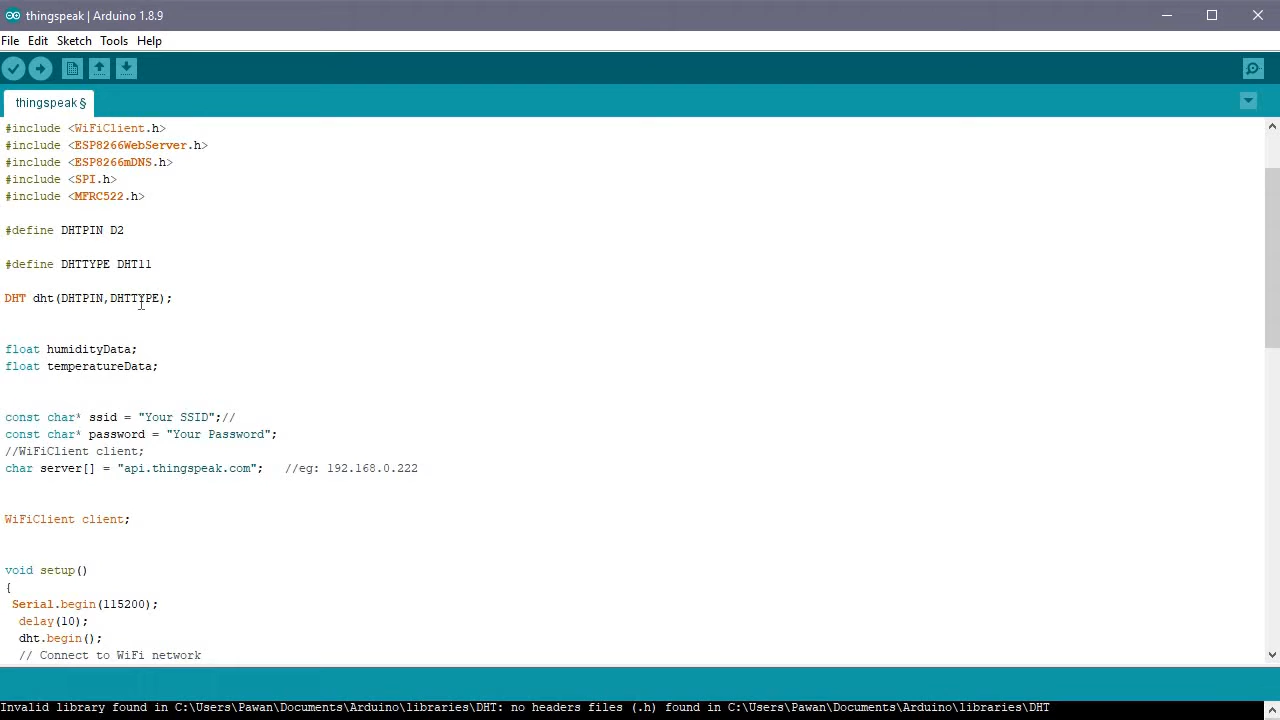 thingspeak | Arduino 1.8.9
File Edit Sketch Tools Help
thingspeak §
#include <WiFiClient.h>
#include <ESP8266WebServer.h>
#include <ESP8266mDNS.h>
#include <SPI.h>
#include <MFRC522.h>
#define DHTPIN D2
#define DHTTYPE DHT11
DHT dht(DHTPIN,DHTTYPE);
float humidityData;
float temperatureData;
const char* ssid = "Your SSID";//
const char* password = "Your Password";
//WiFiClient client;
char server[] = "api.thingspeak.com";   //eg: 192.168.0.222
WiFiClient client;
void setup()
{
Serial.begin(115200);
delay(10);
dht.begin();
// Connect to WiFi network
Invalid library found in C:\Users\Pawan\Documents\Arduino\libraries\DHT: no headers files (.h) found in C:\Users\Pawan\Documents\Arduino\libraries\DHT